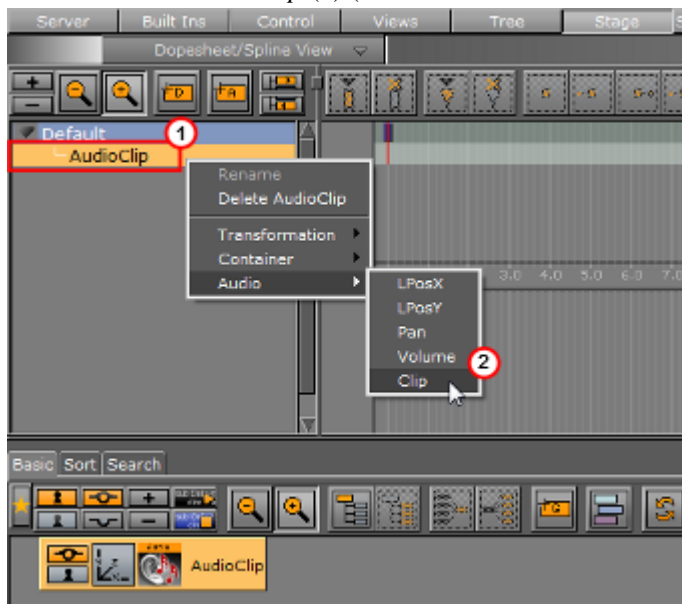 Server Built Ins Control Views Tree Stage
Dopesheet/Spline View
Default
1
AudioClip
Rename
Delete AudioClip
Transformation
Container
Audio
3.0 4.0 5.0 6.0 7.0
LPosX
LPosY
Pan
Volume
2
Clip
Basic Sort Search
AudioClip